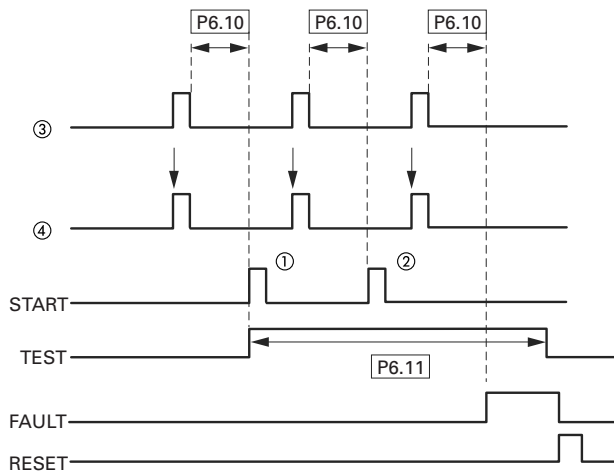 P6.10 P6.10 P6.10
③
④
① ②
START
TEST
P6.11
FAULT
RESET